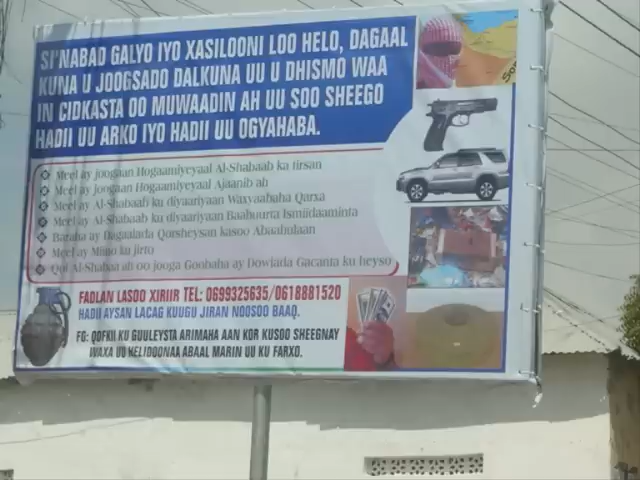 SI'NABAD GALYO IYO XASILOONI LOO HELO, DAGAAL
KUNA U JOOGSADO DALKUNA UU U DHISMO WAA
IN CIDKASTA OO MUWAADIN AH UU SOO SHEEGO
HADII UU ARKO IYO HADII UU OGYAHABA.
Meel ay joogaan Hogaamiyeyaal Al-Shabaab ka tirsan
Meel ay joogaan Hogaamiyeyaal Ajaanib ah
Meel ay Al-Shabaab ku diyaariyaan Waxyaabaha Qarxa
Meel ay Al-Shabaab ku diyaariyaan Baabuurta Ismiidaaminta
Baraha ay Dagaalada Qorsheysan kasoo Abaabulaan
Meel ay Miino ku jirto
Qof Al-Shabaab ah oo jooga Goobaha ay Dowlada Gacanta ku heyso
FADLAN LASOO XIRIIR TEL: 0699325635/0618881520
HADII AYSAN LACAG KUUGU JIRAN NOOSOO BAAQ.
FG: QOFKII KU GUULEYSTA ARIMAHA AAN KOR KUSOO SHEEGNAY
WAXA UU HELIDOONAA ABAAL MARIN UU KU FARXO.